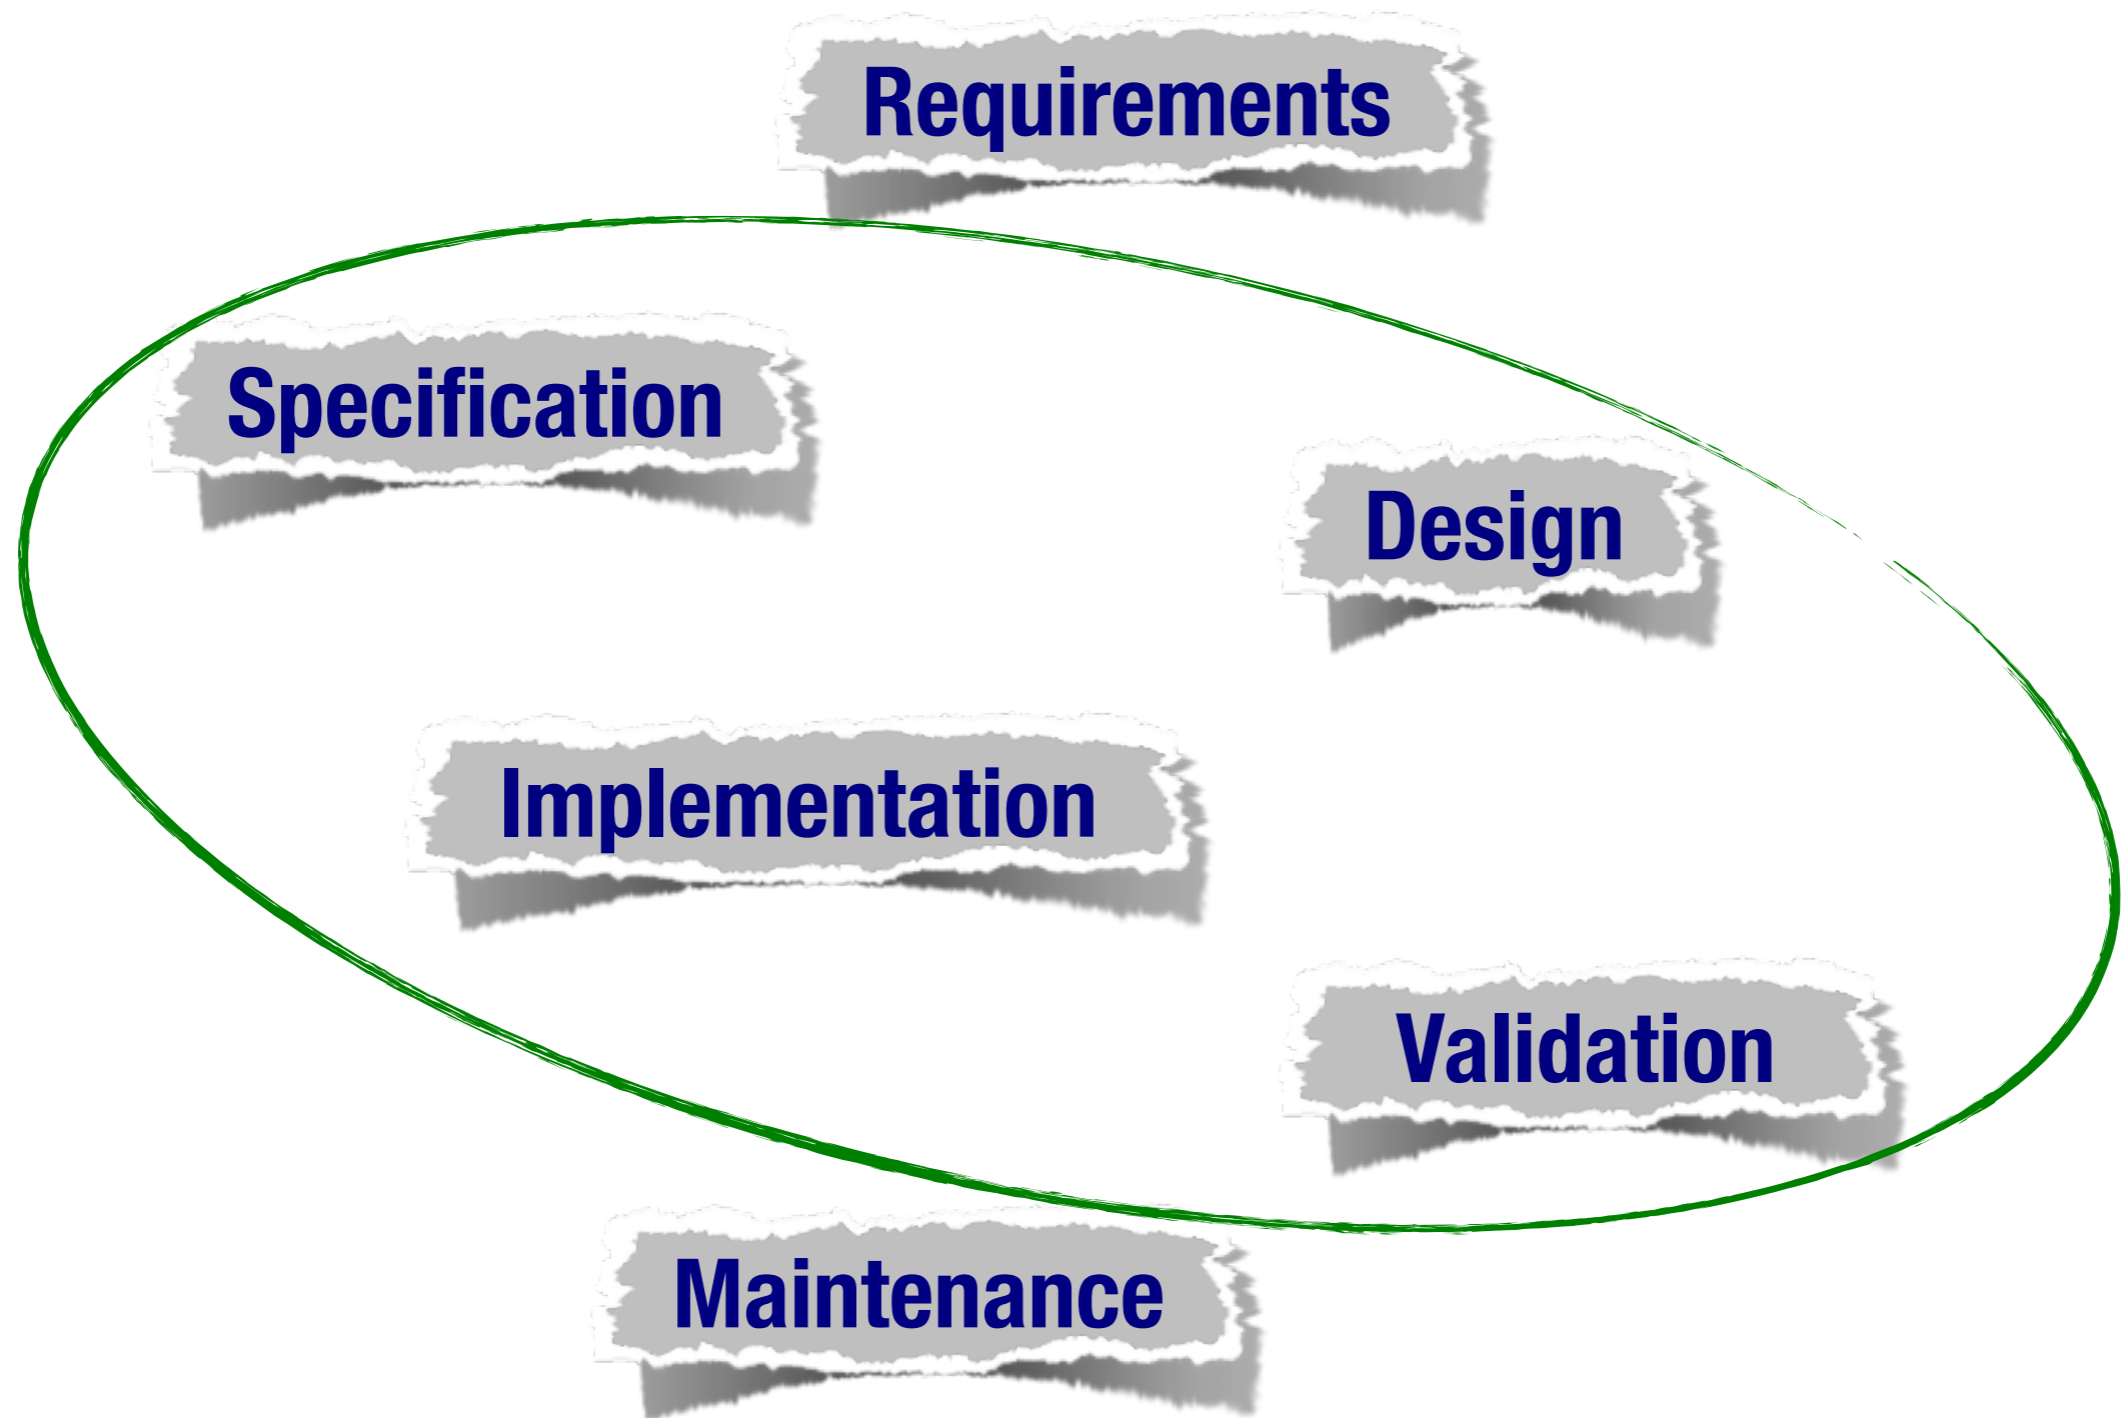 Requirements
Specification
Design
Implementation
Validation
Maintenance